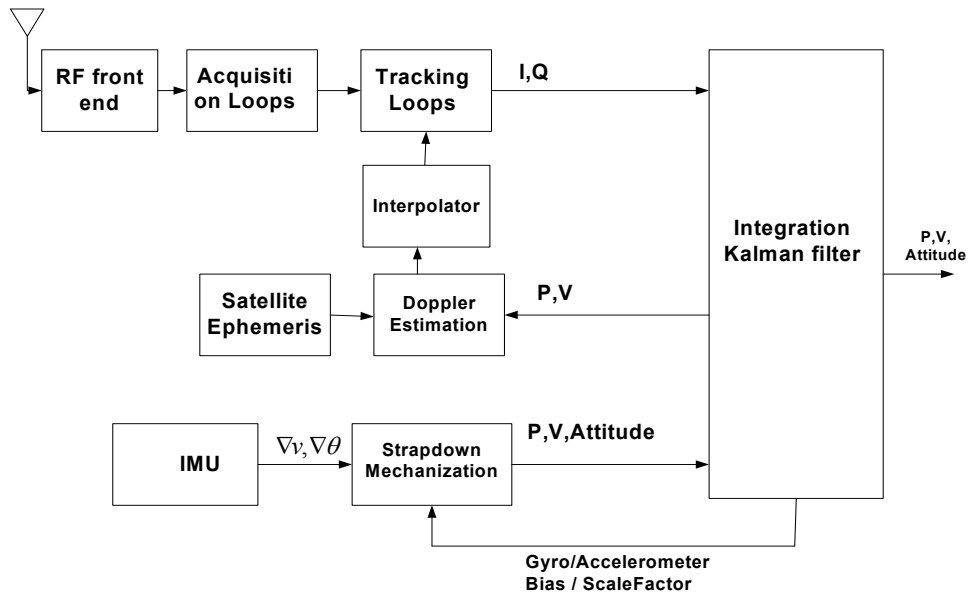 RF front
end
Acquisiti
on Loops
Tracking
Loops
I,Q
Interpolator
Integration
Kalman filter
P,V,
Attitude
Satellite
Ephemeris
Doppler
Estimation
P,V
IMU
∇v,∇θ
Strapdown
Mechanization
P,V,Attitude
Gyro/Accelerometer
Bias / ScaleFactor